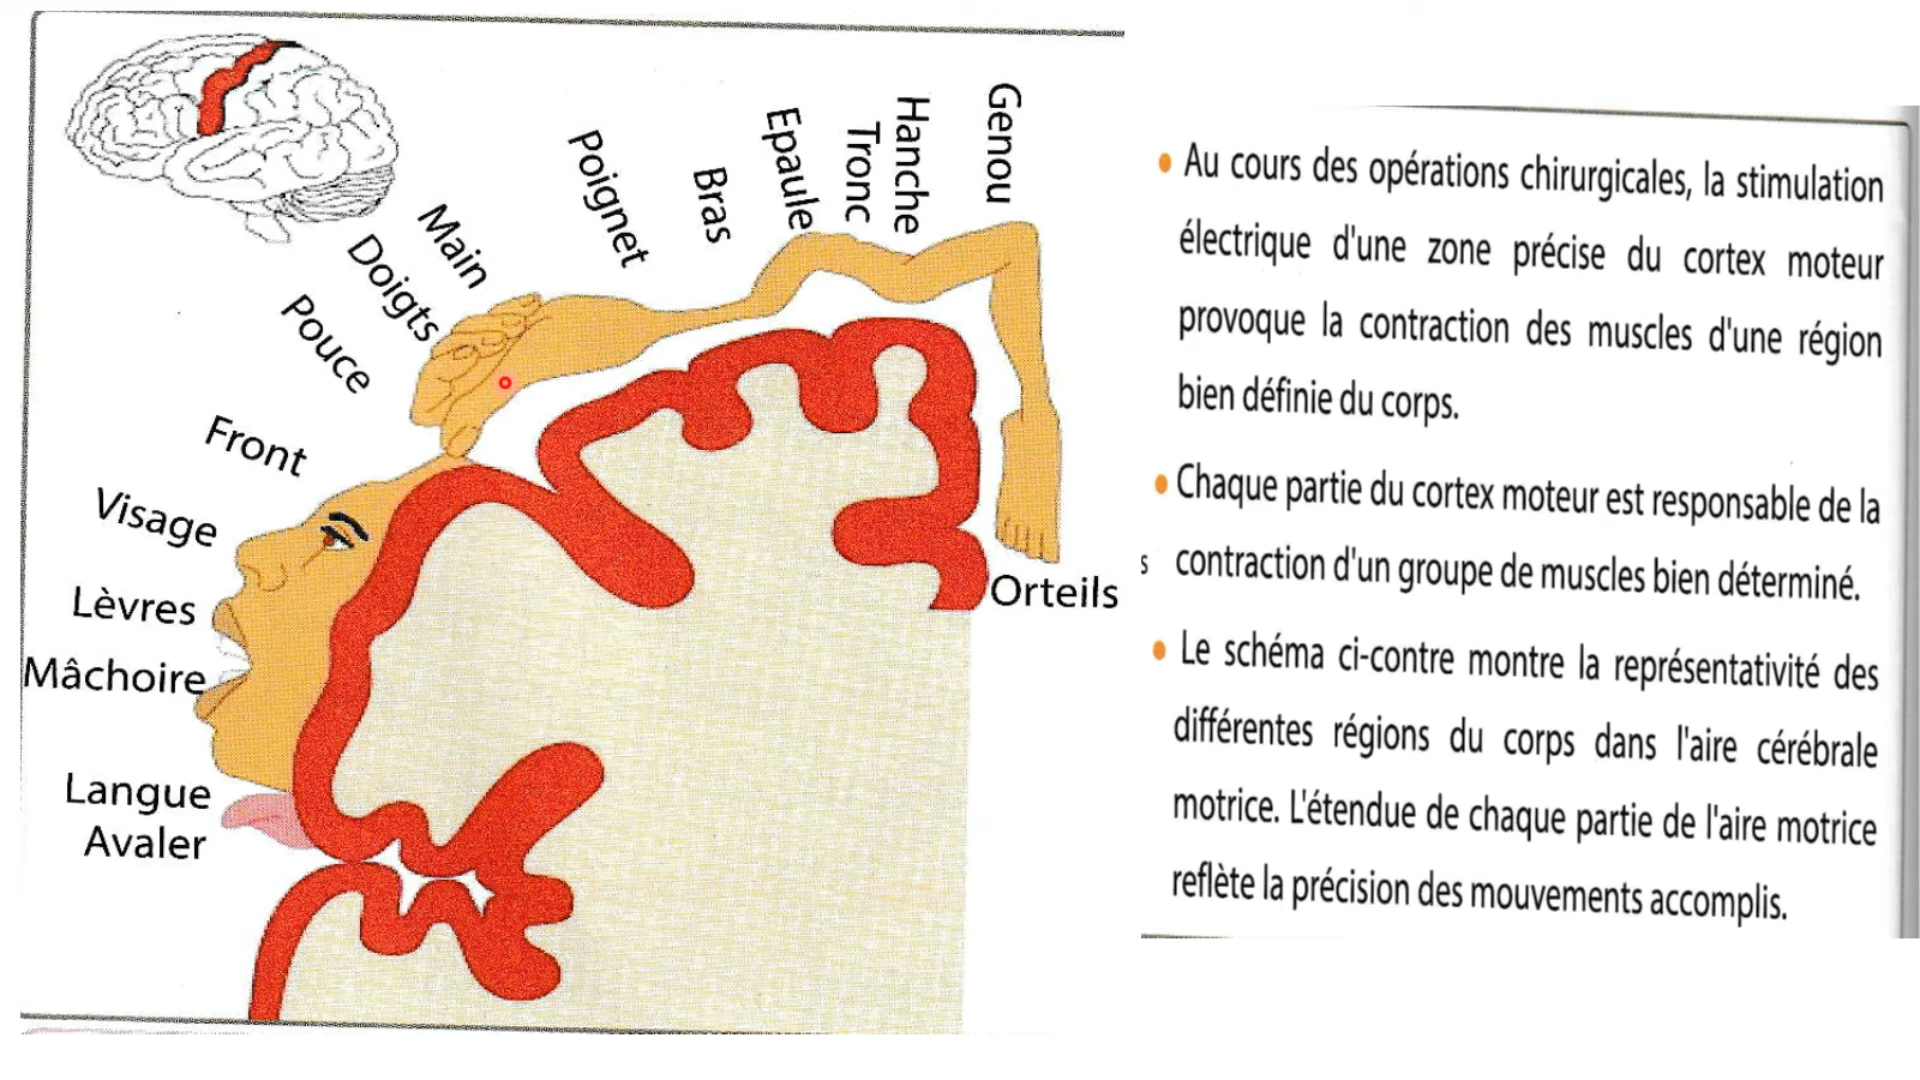 Genou
Hanche
Tronc
Epaule
Bras
Poignet
Main
Doigts
Pouce
Front
Visage
Lèvres
Mâchoire
Langue
Avaler
Orteils
• Au cours des opérations chirurgicales, la stimulation
électrique d'une zone précise du cortex moteur
provoque la contraction des muscles d'une région
bien définie du corps.
• Chaque partie du cortex moteur est responsable de la
s contraction d'un groupe de muscles bien déterminé.
• Le schéma ci-contre montre la représentativité des
différentes régions du corps dans l'aire cérébrale
motrice. L'étendue de chaque partie de l'aire motrice
reflète la précision des mouvements accomplis.